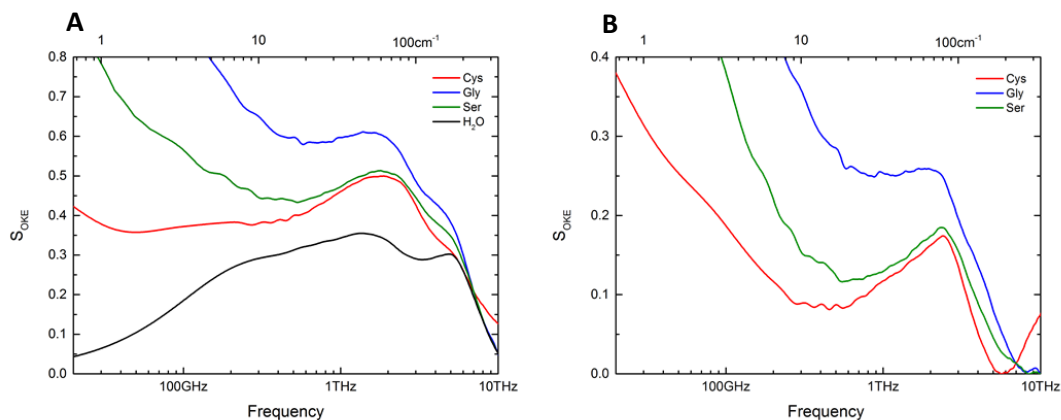 A
1 10 100cm⁻¹
0.8
0.7
0.6
0.5
0.4
0.3
0.2
0.1
0.0
S_OKE
Cys
Gly
Ser
H₂O
100GHz 1THz 10THz
Frequency
B
1 10 100cm⁻¹
0.4
0.3
0.2
0.1
0.0
S_OKE
Cys
Gly
Ser
100GHz 1THz 10THz
Frequency